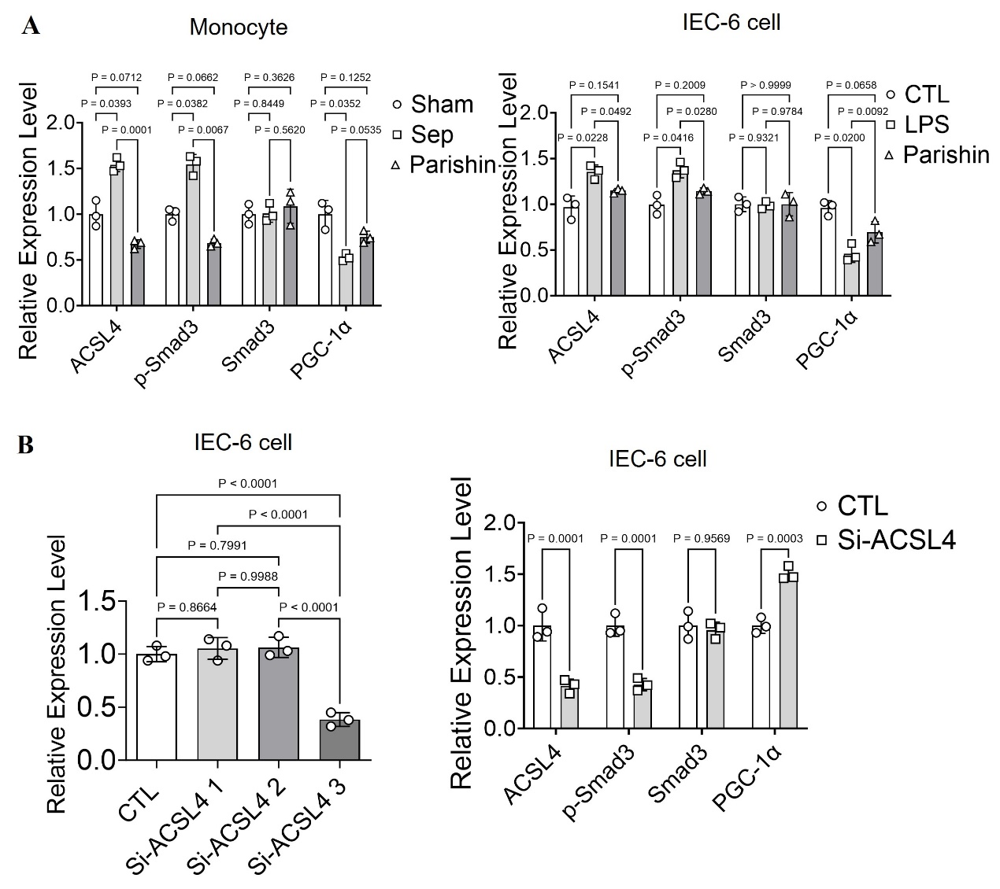 A
Monocyte
Relative Expression Level
P = 0.0712
P = 0.0662
P = 0.3626
P = 0.1252
P = 0.0393
P = 0.0382
P = 0.8449
P = 0.0352
P = 0.0001
P = 0.0067
P = 0.5620
P = 0.0535
2.0
1.5
1.0
0.5
0.0
ACSL4
p-Smad3
Smad3
PGC-1α
Sham
Sep
Parishin
IEC-6 cell
Relative Expression Level
P = 0.1541
P = 0.2009
P > 0.9999
P = 0.0658
P = 0.0492
P = 0.0280
P = 0.9784
P = 0.0092
P = 0.0228
P = 0.0416
P = 0.9321
P = 0.0200
2.0
1.5
1.0
0.5
0.0
ACSL4
p-Smad3
Smad3
PGC-1α
CTL
LPS
Parishin
B
IEC-6 cell
Relative Expression Level
P < 0.0001
P < 0.0001
P = 0.7991
P = 0.9988
P = 0.8664
P < 0.0001
1.5
1.0
0.5
0.0
CTL
Si-ACSL4 1
Si-ACSL4 2
Si-ACSL4 3
IEC-6 cell
Relative Expression Level
P = 0.0001
P = 0.0001
P = 0.9569
P = 0.0003
2.0
1.5
1.0
0.5
0.0
ACSL4
p-Smad3
Smad3
PGC-1α
CTL
Si-ACSL4